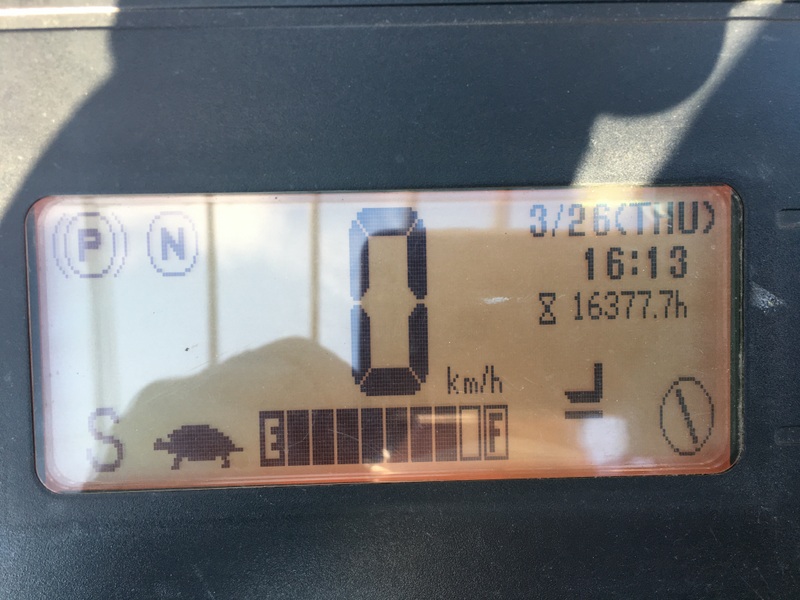 P N
3/26(THU)
16:13
16377.7h
0 km/h
S
E F